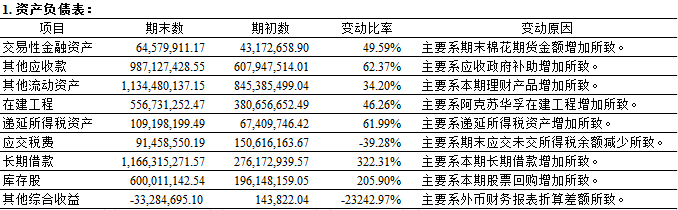 1. 资产负债表：
项目 期末数 期初数 变动比率 变动原因
交易性金融资产 64,579,911.17 43,172,658.90 49.59% 主要系期末棉花期货金额增加所致。
其他应收款 987,127,428.55 607,947,514.01 62.37% 主要系应收政府补助增加所致。
其他流动资产 1,134,480,137.15 845,385,499.04 34.20% 主要系本期理财产品增加所致。
在建工程 556,731,252.47 380,656,652.49 46.26% 主要系阿克苏华孚在建工程增加所致。
递延所得税资产 109,198,199.49 67,409,746.42 61.99% 主要系递延所得税资产增加所致。
应交税费 91,458,550.19 150,616,163.67 -39.28% 主要系期末应交未交所得税余额减少所致。
长期借款 1,166,315,271.57 276,172,939.57 322.31% 主要系本期长期借款增加所致。
库存股 600,011,142.54 196,148,159.05 205.90% 主要系本期股票回购增加所致。
其他综合收益 -33,284,695.10 143,822.04 -23242.97% 主要系外币财务报表折算差额所致。